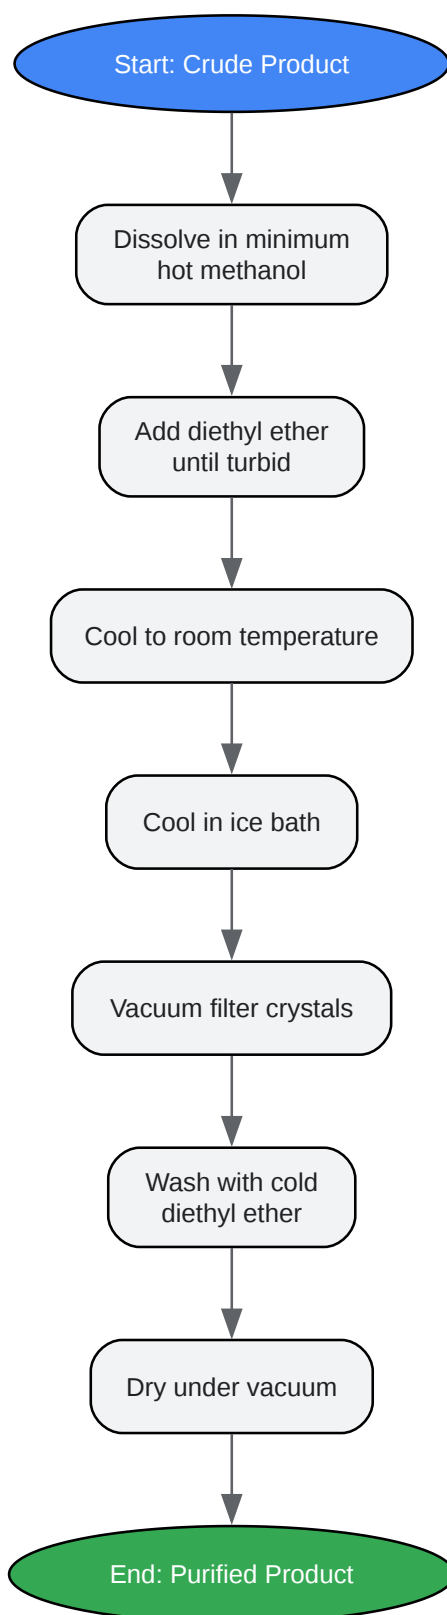 Start: Crude Product
Dissolve in minimum
hot methanol
Add diethyl ether
until turbid
Cool to room temperature
Cool in ice bath
Vacuum filter crystals
Wash with cold
diethyl ether
Dry under vacuum
End: Purified Product